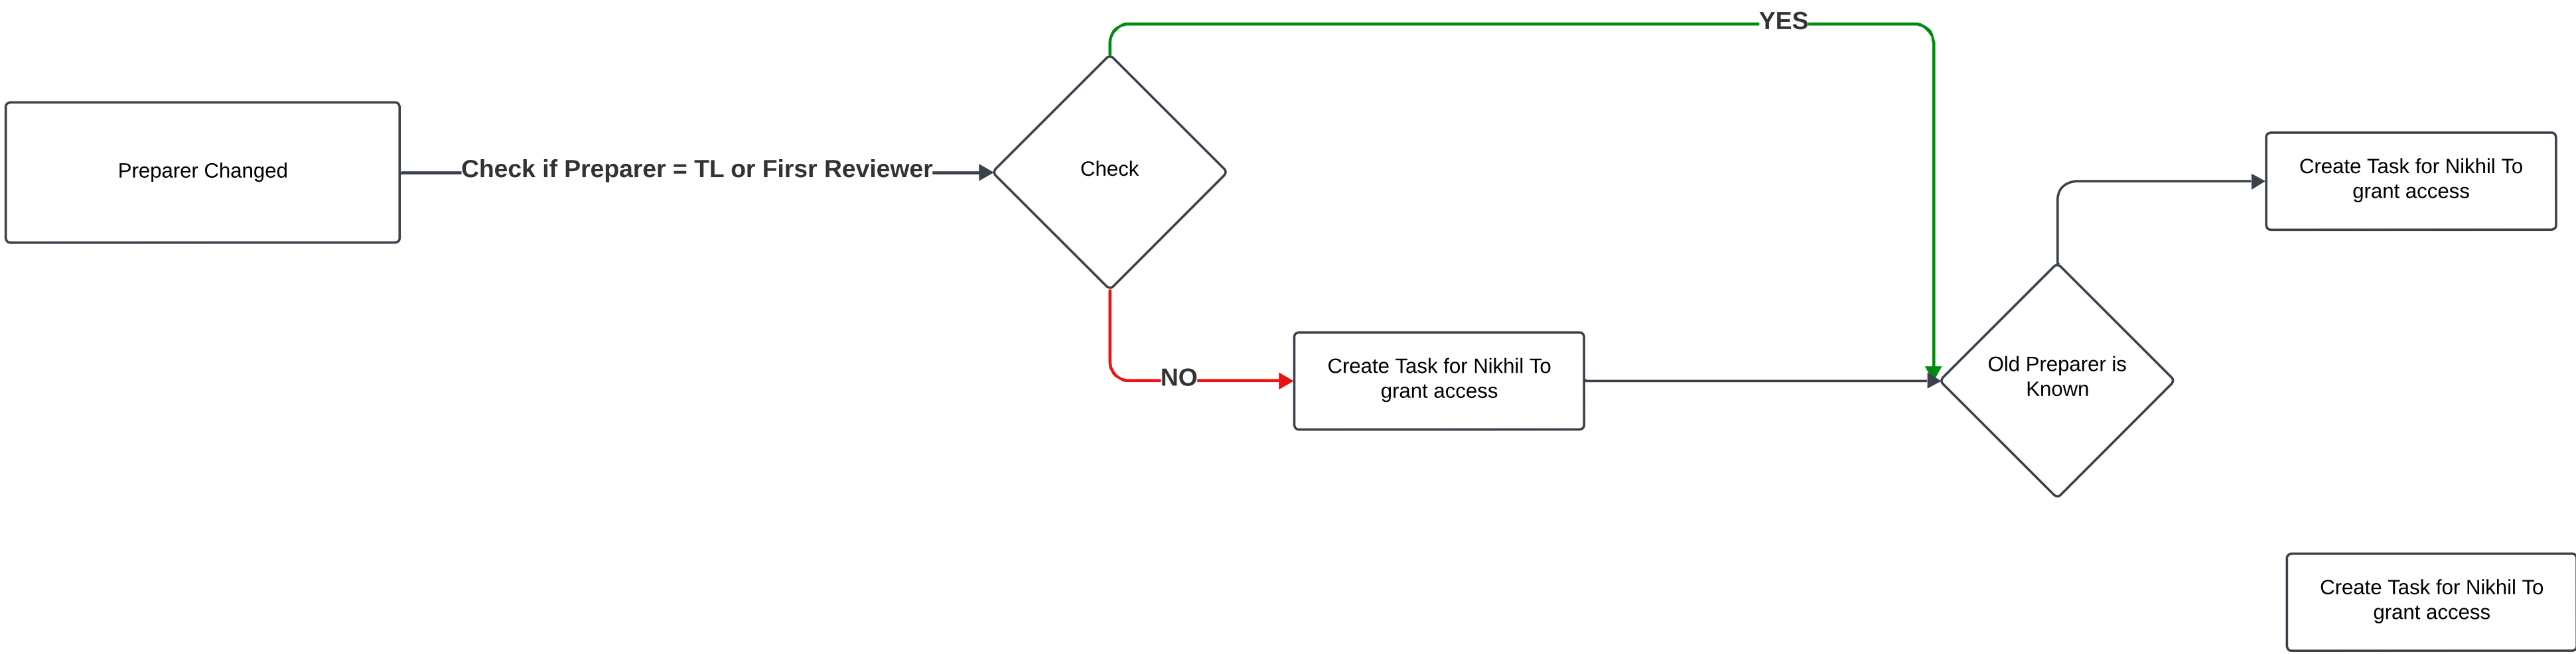 YES
Preparer Changed
Check if Preparer = TL or Firsr Reviewer
Check
Create Task for Nikhil To
grant access
NO
Create Task for Nikhil To
grant access
Old Preparer is
Known
Create Task for Nikhil To
grant access